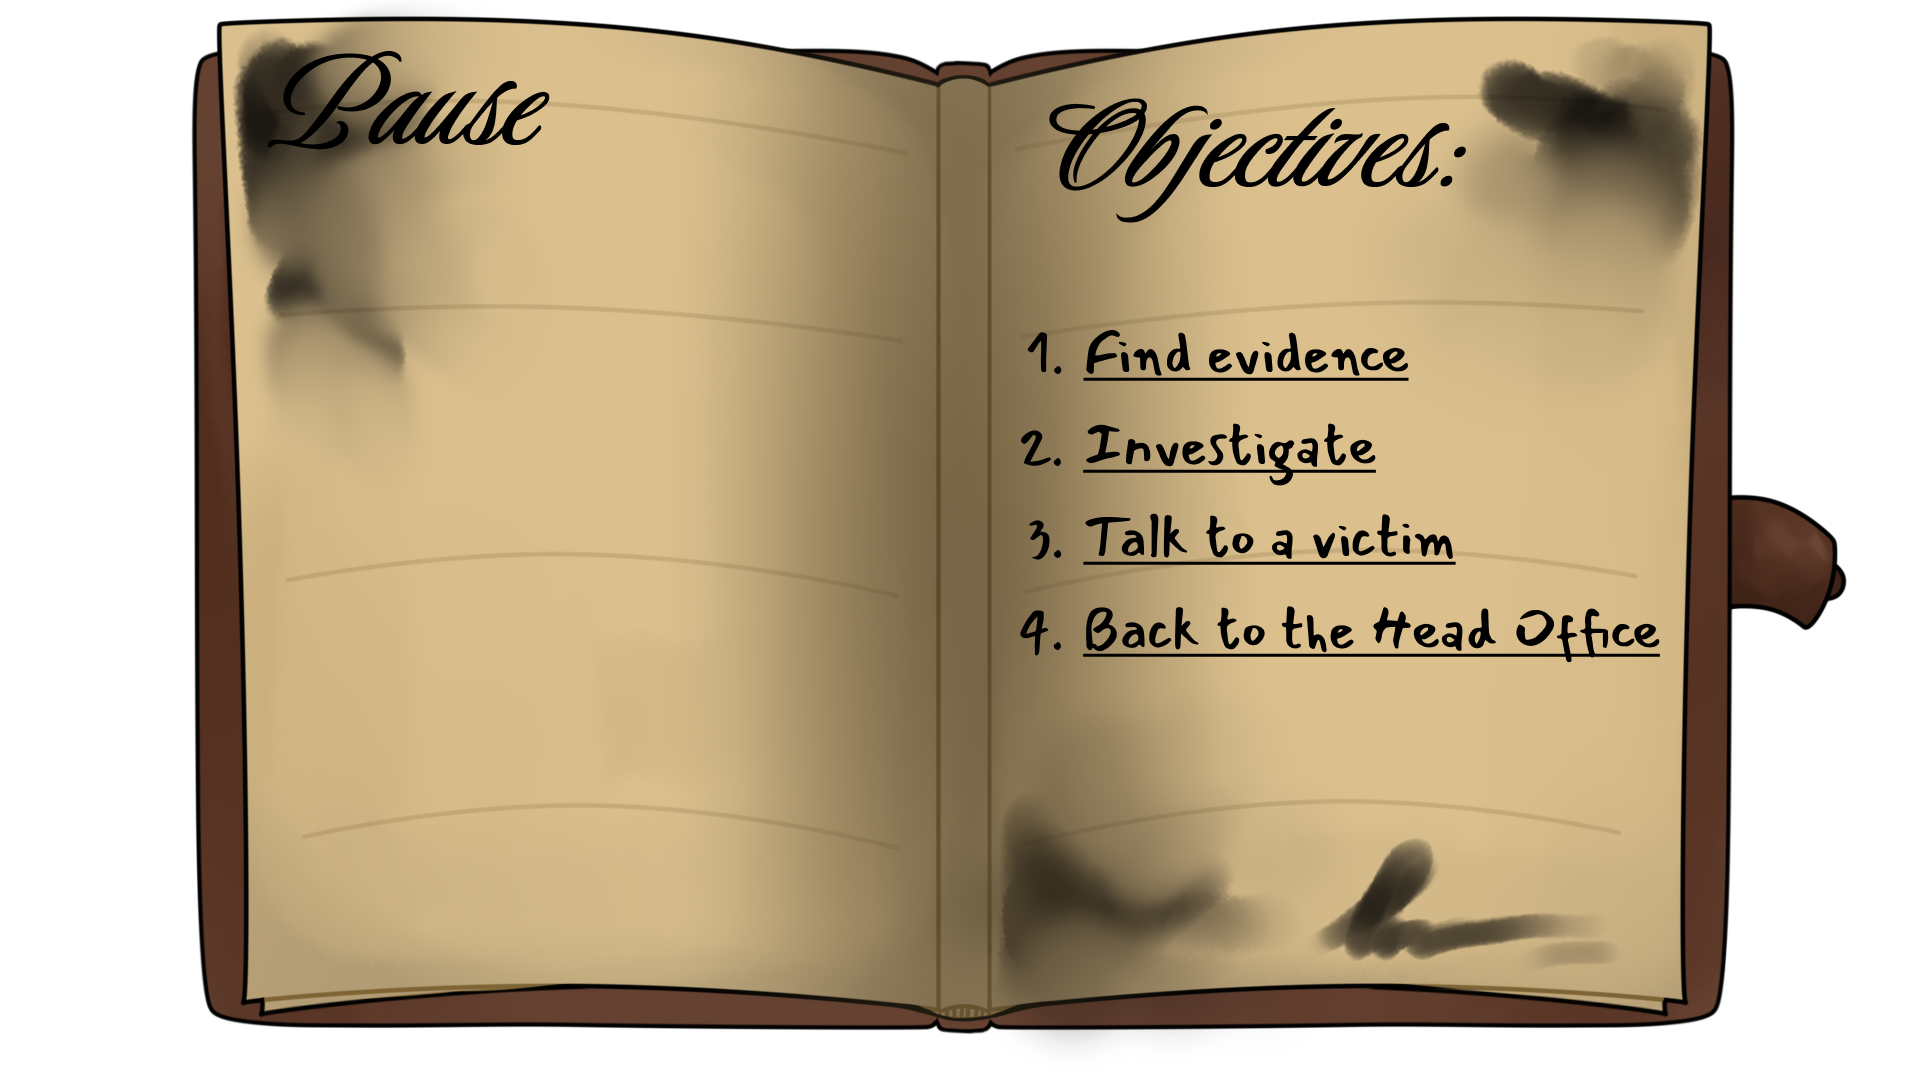 Pause
Objectives:
1. Find evidence
2. Investigate
3. Talk to a victim
4. Back to the Head Office